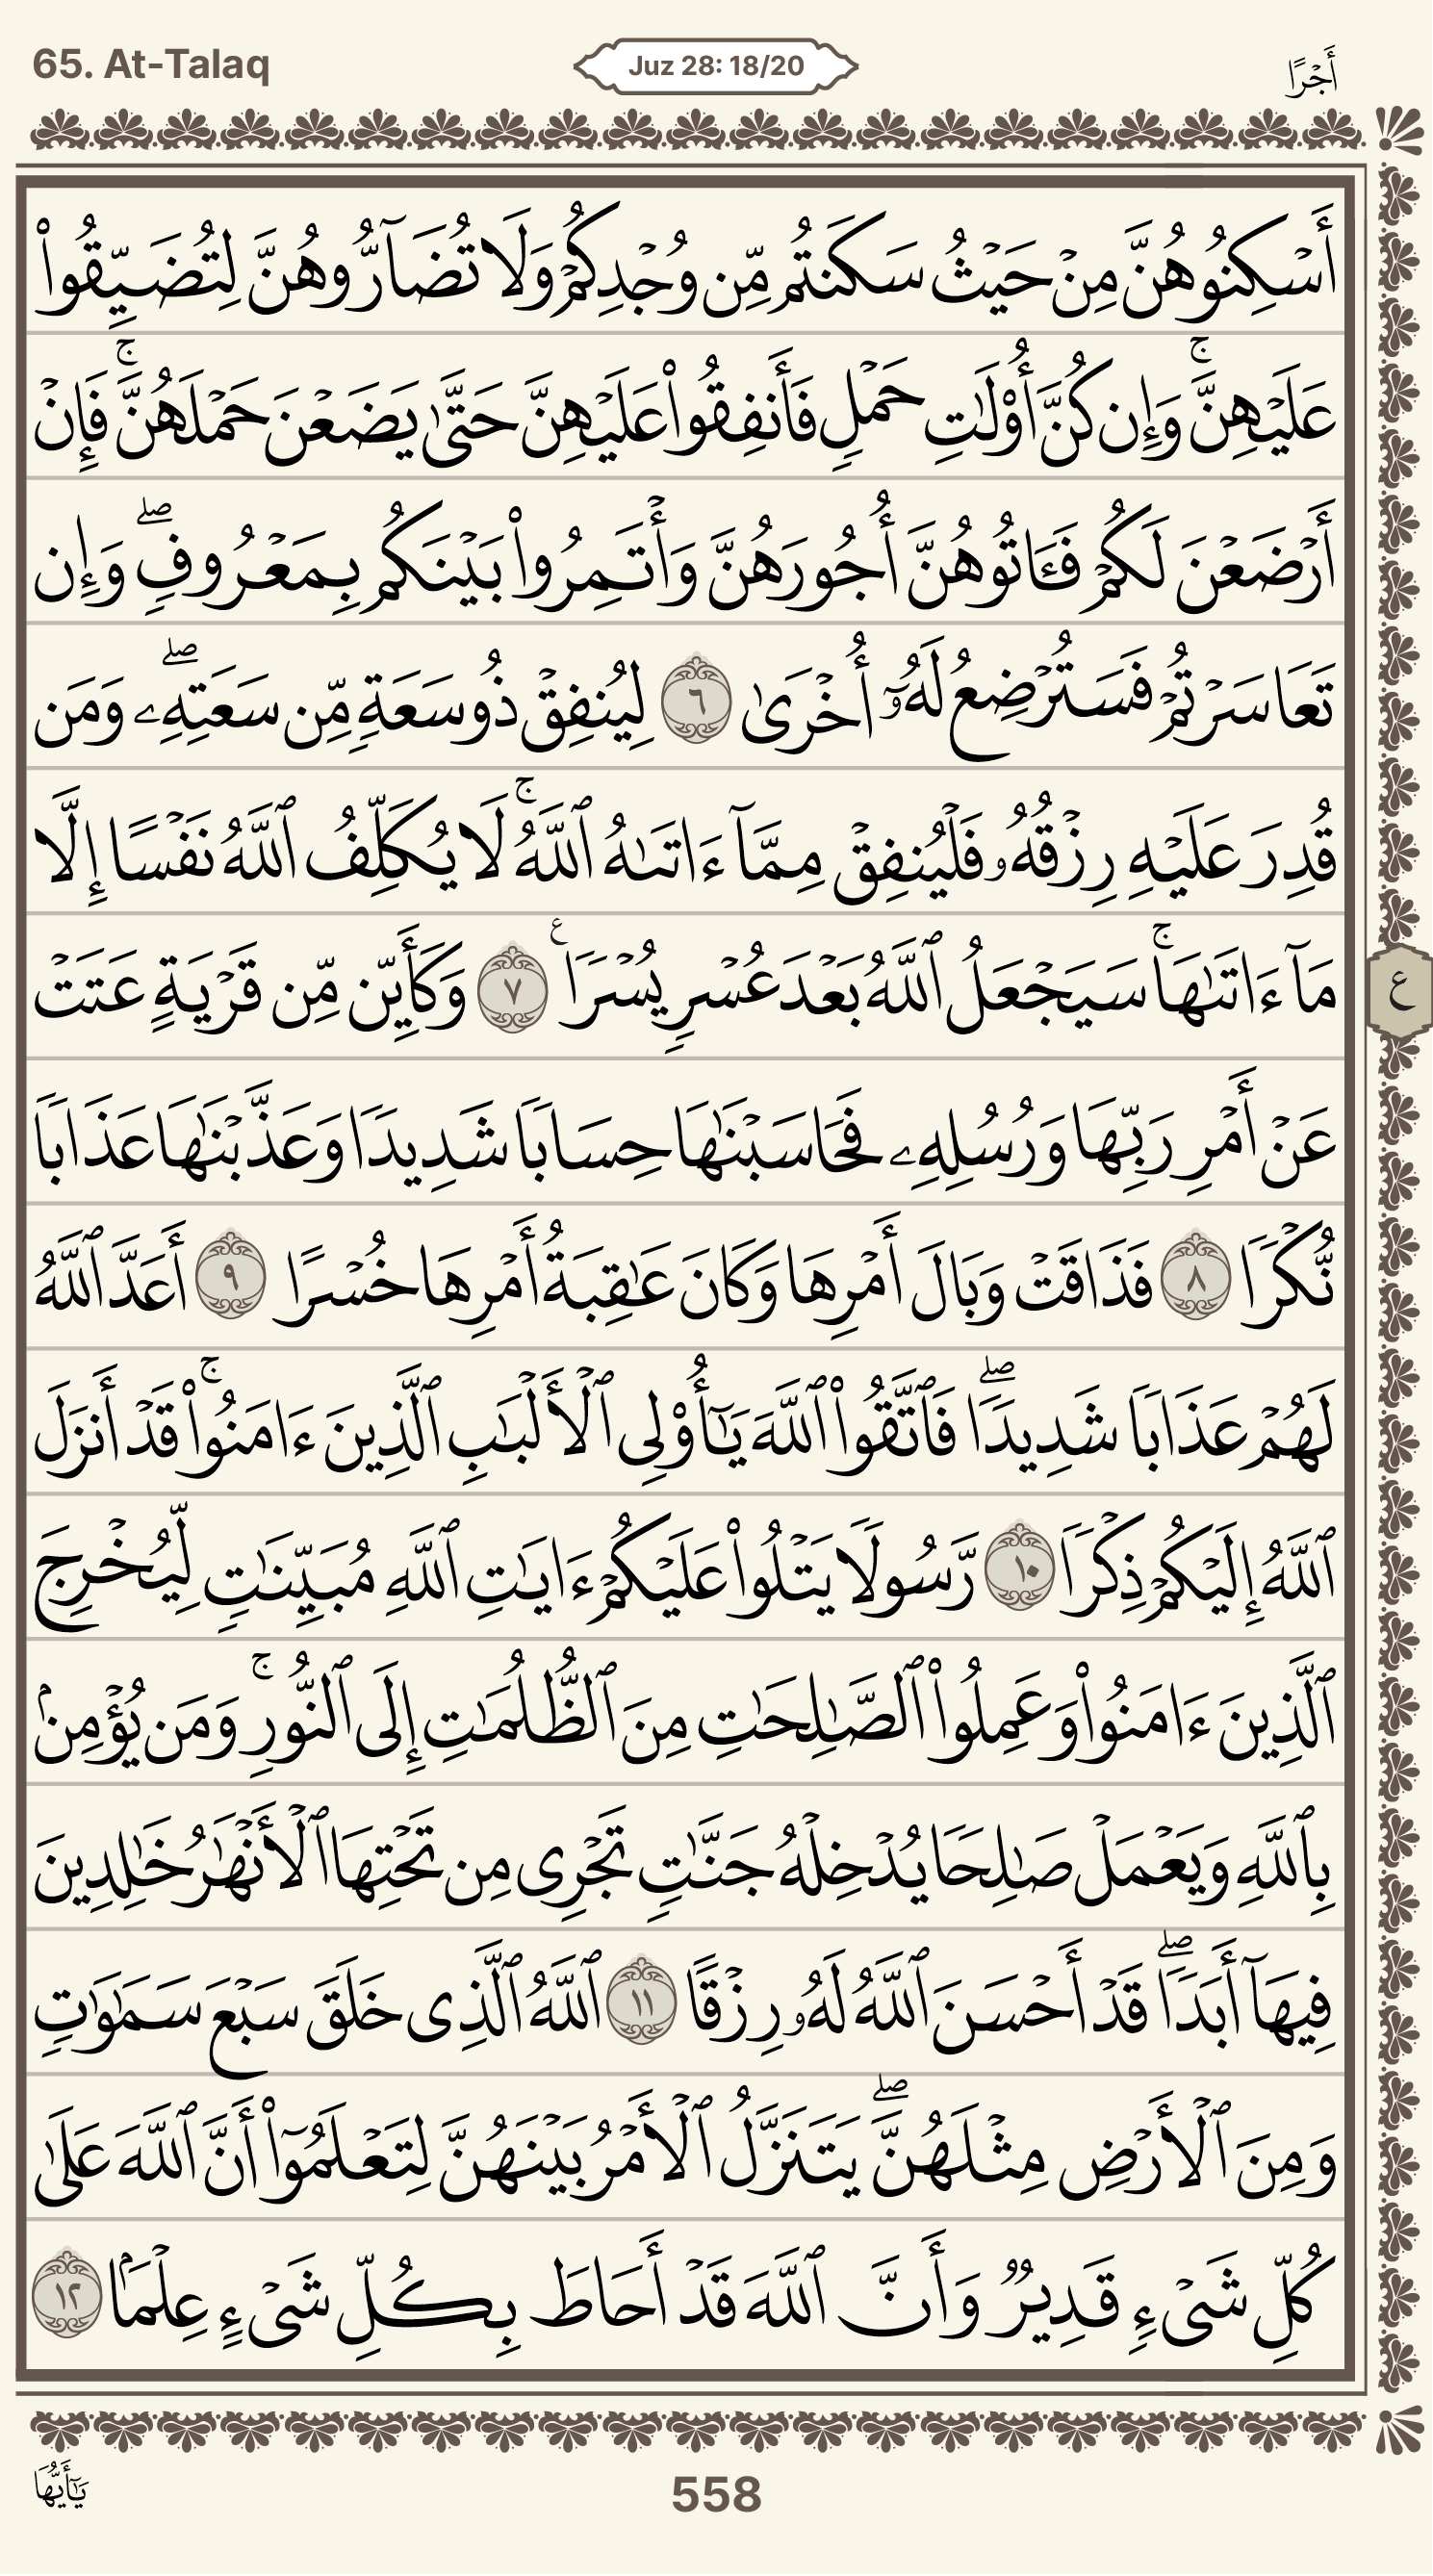 65. At-Talaq
Juz 28: 18/20
أَجْرًا
أَسْكِنُوهُنَّ مِنْ حَيْثُ سَكَنتُم مِّن وُجْدِكُمْ وَلَا تُضَآرُّوهُنَّ لِتُضَيِّقُوا۟
عَلَيْهِنَّ ۚ وَإِن كُنَّ أُو۟لَـٰتِ حَمْلٍ فَأَنفِقُوا۟ عَلَيْهِنَّ حَتَّىٰ يَضَعْنَ حَمْلَهُنَّ ۚ فَإِنْ
أَرْضَعْنَ لَكُمْ فَـَٔاتُوهُنَّ أُجُورَهُنَّ وَأْتَمِرُوا۟ بَيْنَكُم بِمَعْرُوفٍ ۖ وَإِن
تَعَاسَرْتُمْ فَسَتُرْضِعُ لَهُۥٓ أُخْرَىٰ ٦ لِيُنفِقْ ذُو سَعَةٍ مِّن سَعَتِهِۦ ۖ وَمَن
قُدِرَ عَلَيْهِ رِزْقُهُۥ فَلْيُنفِقْ مِمَّآ ءَاتَىٰهُ ٱللَّهُ ۚ لَا يُكَلِّفُ ٱللَّهُ نَفْسًا إِلَّا
مَآ ءَاتَىٰهَا ۚ سَيَجْعَلُ ٱللَّهُ بَعْدَ عُسْرٍ يُسْرًا ع ٧ وَكَأَيِّن مِّن قَرْيَةٍ عَتَتْ
ع
عَنْ أَمْرِ رَبِّهَا وَرُسُلِهِۦ فَحَاسَبْنَـٰهَا حِسَابًا شَدِيدًا وَعَذَّبْنَـٰهَا عَذَابًا
نُّكْرًا ٨ فَذَاقَتْ وَبَالَ أَمْرِهَا وَكَانَ عَـٰقِبَةُ أَمْرِهَا خُسْرًا ٩ أَعَدَّ ٱللَّهُ
لَهُمْ عَذَابًا شَدِيدًا ۖ فَٱتَّقُوا۟ ٱللَّهَ يَـٰٓأُو۟لِى ٱلْأَلْبَـٰبِ ٱلَّذِينَ ءَامَنُوا۟ ۚ قَدْ أَنزَلَ
ٱللَّهُ إِلَيْكُمْ ذِكْرًا ١٠ رَّسُولًا يَتْلُوا۟ عَلَيْكُمْ ءَايَـٰتِ ٱللَّهِ مُبَيِّنَـٰتٍ لِّيُخْرِجَ
ٱلَّذِينَ ءَامَنُوا۟ وَعَمِلُوا۟ ٱلصَّـٰلِحَـٰتِ مِنَ ٱلظُّلُمَـٰتِ إِلَى ٱلنُّورِ ۚ وَمَن يُؤْمِنۢ
بِٱللَّهِ وَيَعْمَلْ صَـٰلِحًا يُدْخِلْهُ جَنَّـٰتٍ تَجْرِى مِن تَحْتِهَا ٱلْأَنْهَـٰرُ خَـٰلِدِينَ
فِيهَآ أَبَدًا ۖ قَدْ أَحْسَنَ ٱللَّهُ لَهُۥ رِزْقًا ١١ ٱللَّهُ ٱلَّذِى خَلَقَ سَبْعَ سَمَـٰوَٰتٍ
وَمِنَ ٱلْأَرْضِ مِثْلَهُنَّ ۖ يَتَنَزَّلُ ٱلْأَمْرُ بَيْنَهُنَّ لِتَعْلَمُوٓا۟ أَنَّ ٱللَّهَ عَلَىٰ
كُلِّ شَىْءٍ قَدِيرٌ وَأَنَّ ٱللَّهَ قَدْ أَحَاطَ بِكُلِّ شَىْءٍ عِلْمًۢا ١٢
يَـٰٓأَيُّهَا
558